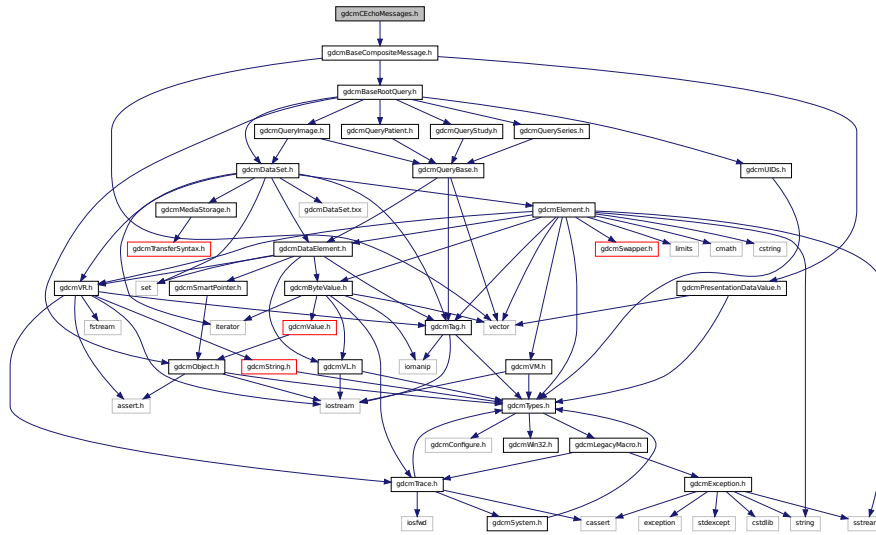 gdcmCEchoMessages.h
gdcmBaseCompositeMessage.h
gdcmBaseRootQuery.h
gdcmQueryImage.h
gdcmQueryPatient.h
gdcmQueryStudy.h
gdcmQuerySeries.h
gdcmDataSet.h
gdcmQueryBase.h
gdcmUIDs.h
gdcmMediaStorage.h
gdcmDataSet.txx
gdcmElement.h
gdcmTransferSyntax.h
gdcmDataElement.h
gdcmSwapper.h
limits
cmath
cstring
gdcmVR.h
set
gdcmSmartPointer.h
gdcmByteValue.h
gdcmPresentationDataValue.h
fstream
iterator
gdcmValue.h
gdcmTag.h
vector
gdcmObject.h
gdcmString.h
gdcmVL.h
iomanip
gdcmVM.h
assert.h
iostream
gdcmTypes.h
gdcmConfigure.h
gdcmWin32.h
gdcmLegacyMacro.h
gdcmTrace.h
gdcmException.h
iosfwd
gdcmSystem.h
cassert
exception
stdexcept
cstdlib
string
sstream